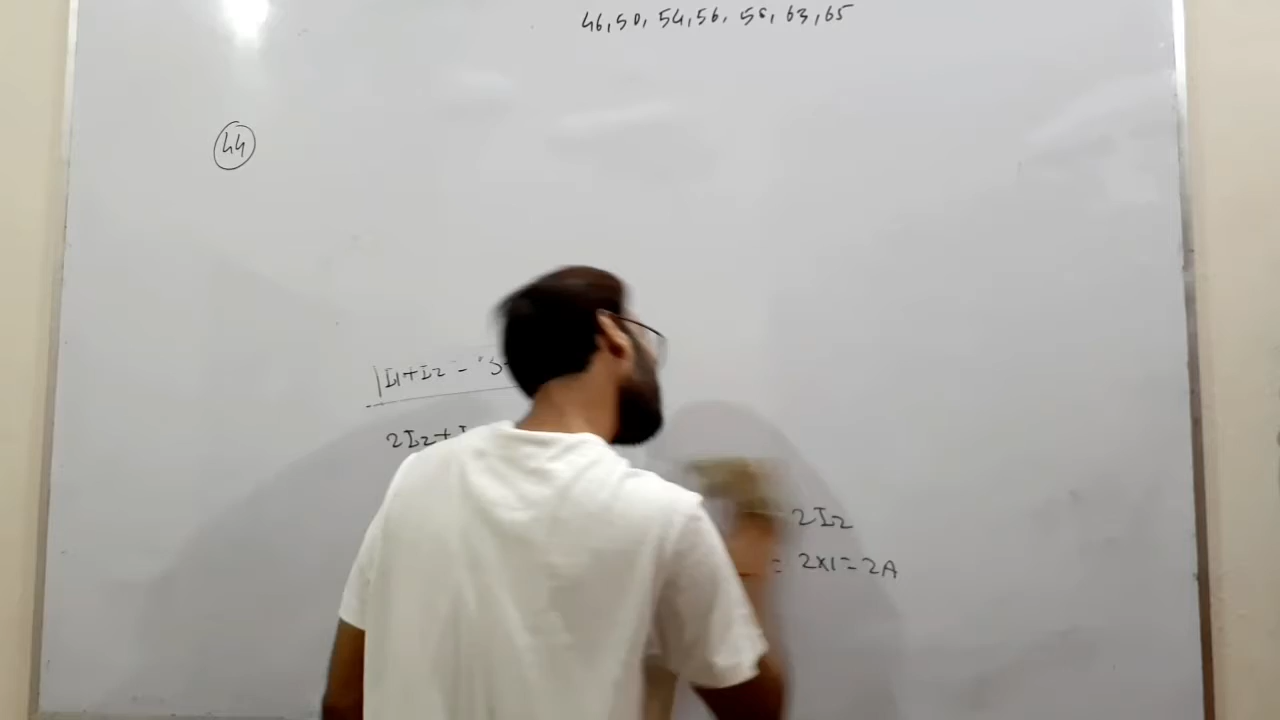 46, 50, 54, 56, 58, 63, 65
44
I1+I2 =
2I2+
2I2
= 2x1 = 2A